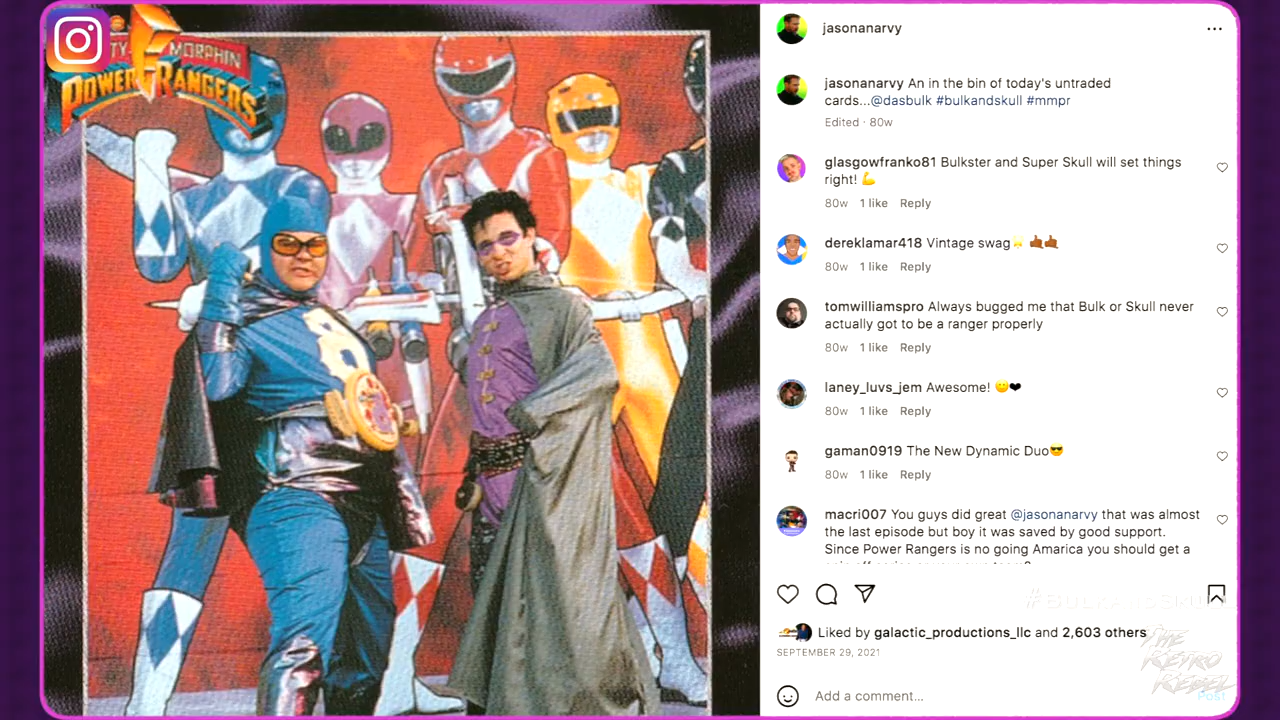 MORPHIN
POWER RANGERS
B
jasonanarvy
jasonanarvy An in the bin of today's untraded
cards...@dasbulk #bulkandskull #mmpr
Edited · 80w
glasgowfranko81 Bulkster and Super Skull will set things
right! 💪
80w 1 like Reply
dereklamar418 Vintage swag
80w 1 like Reply
tomwilliamspro Always bugged me that Bulk or Skull never
actually got to be a ranger properly
80w 1 like Reply
laney_luvs_jem Awesome! 🙂❤
80w 1 like Reply
gaman0919 The New Dynamic Duo😎
80w 1 like Reply
macri007 You guys did great @jasonanarvy that was almost
the last episode but boy it was saved by good support.
Since Power Rangers is no going Amarica you should get a
#BULKANDSKULL
Liked by galactic_productions_llc and 2,603 others
SEPTEMBER 29, 2021
THE
RETRO
REBEL
Add a comment...
Post